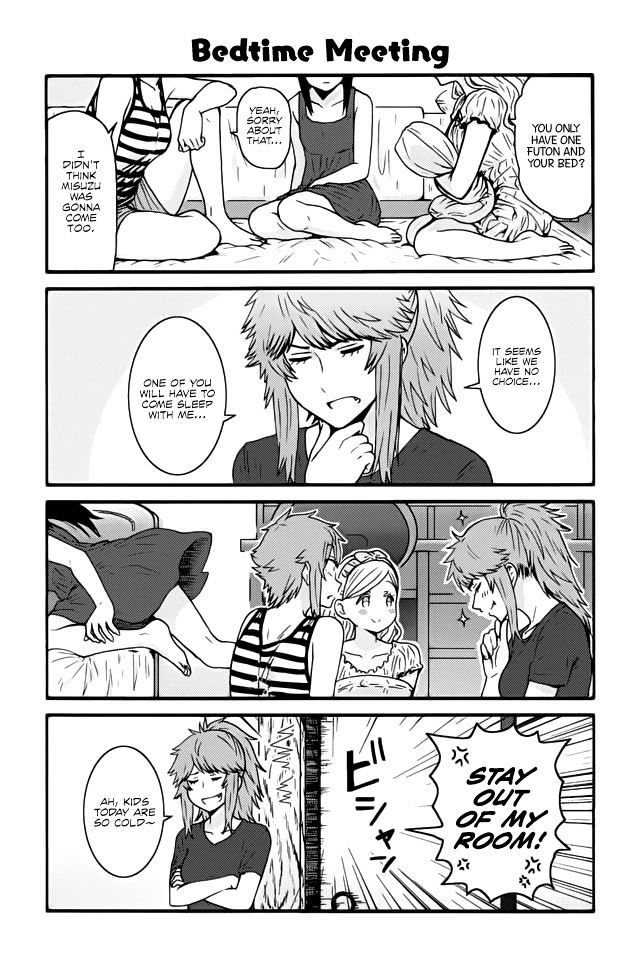 Bedtime Meeting
YOU ONLY
HAVE ONE
FUTON AND
YOUR BED?
YEAH,
SORRY
ABOUT
THAT...
I
DIDN'T
THINK
MISUZU
WAS
GONNA
COME
TOO.
IT SEEMS
LIKE
WE HAVE
NO
CHOICE...
ONE OF YOU
WILL HAVE TO
COME SLEEP
WITH ME...
STAY
OUT
OF MY
ROOM!
ピシャン
AH, KIDS
TODAY ARE
SO COLD~